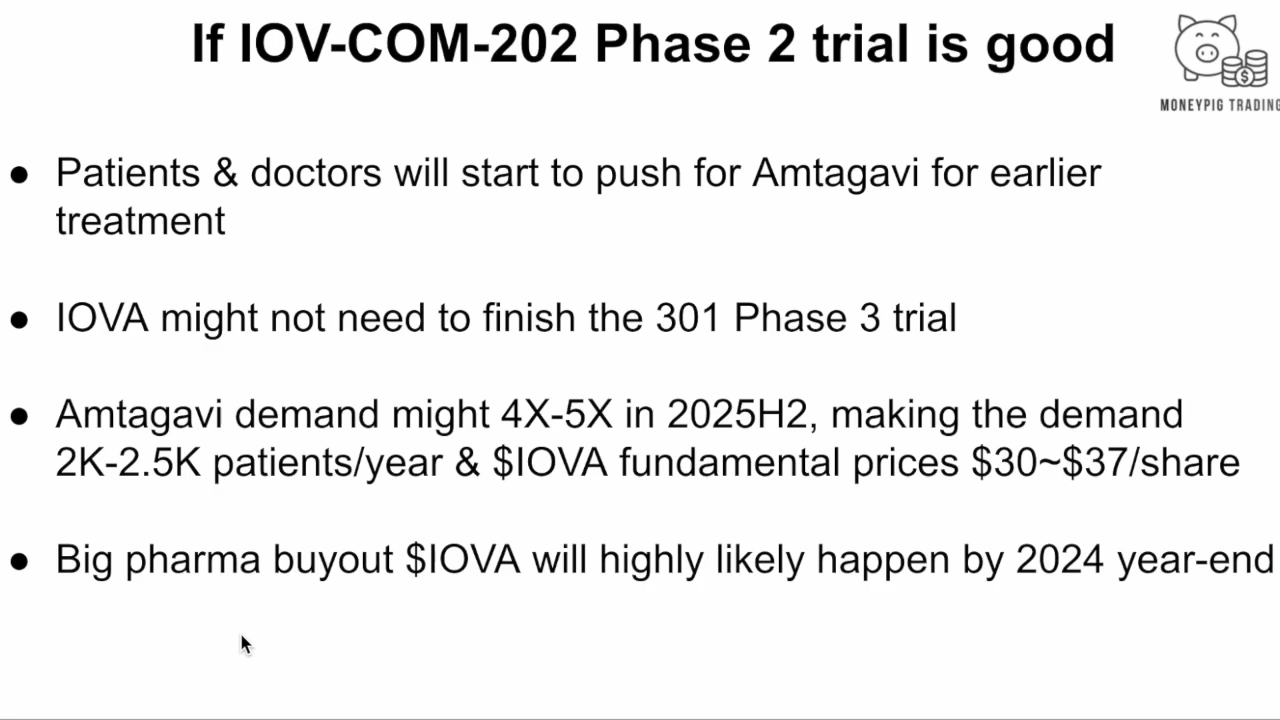 If IOV-COM-202 Phase 2 trial is good
MONEYPIG TRADING
● Patients & doctors will start to push for Amtagavi for earlier
treatment
● IOVA might not need to finish the 301 Phase 3 trial
● Amtagavi demand might 4X-5X in 2025H2, making the demand
2K-2.5K patients/year & $IOVA fundamental prices $30~$37/share
● Big pharma buyout $IOVA will highly likely happen by 2024 year-end